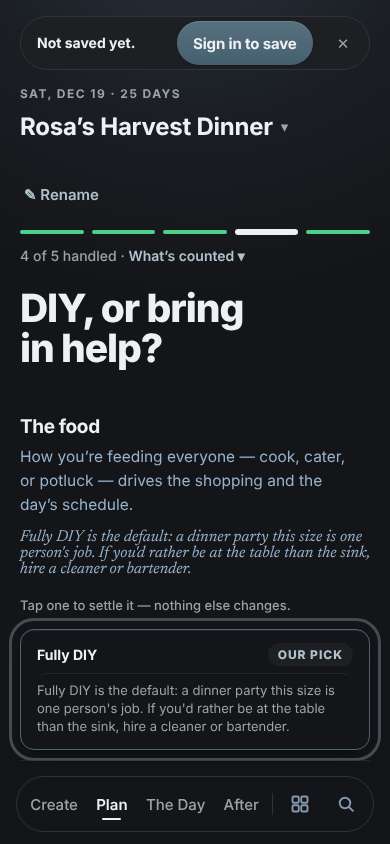 Not saved yet.
Sign in to save
×
SAT, DEC 19 · 25 DAYS
Rosa’s Harvest Dinner ▾
✎ Rename
4 of 5 handled · What’s counted ▾
DIY, or bring
in help?
The food
How you’re feeding everyone — cook, cater,
or potluck — drives the shopping and the
day’s schedule.
Fully DIY is the default: a dinner party this size is one
person's job. If you'd rather be at the table than the sink,
hire a cleaner or bartender.
Tap one to settle it — nothing else changes.
Fully DIY
OUR PICK
Fully DIY is the default: a dinner party this size is
one person's job. If you'd rather be at the table
than the sink, hire a cleaner or bartender.
Create Plan The Day After